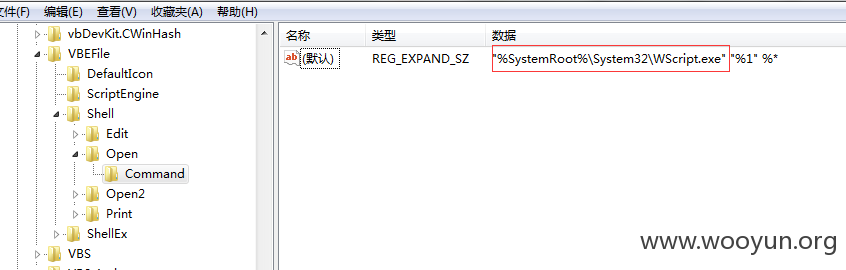 文件(F) 编辑(E) 查看(V) 收藏夹(A) 帮助(H)
vbDevKit.CWinHash
VBEFile
DefaultIcon
ScriptEngine
Shell
Edit
Open
Command
Open2
Print
ShellEx
VBS
名称 类型 数据
ab (默认) REG_EXPAND_SZ "%SystemRoot%\System32\WScript.exe" "%1" %*
www.wooyun.org